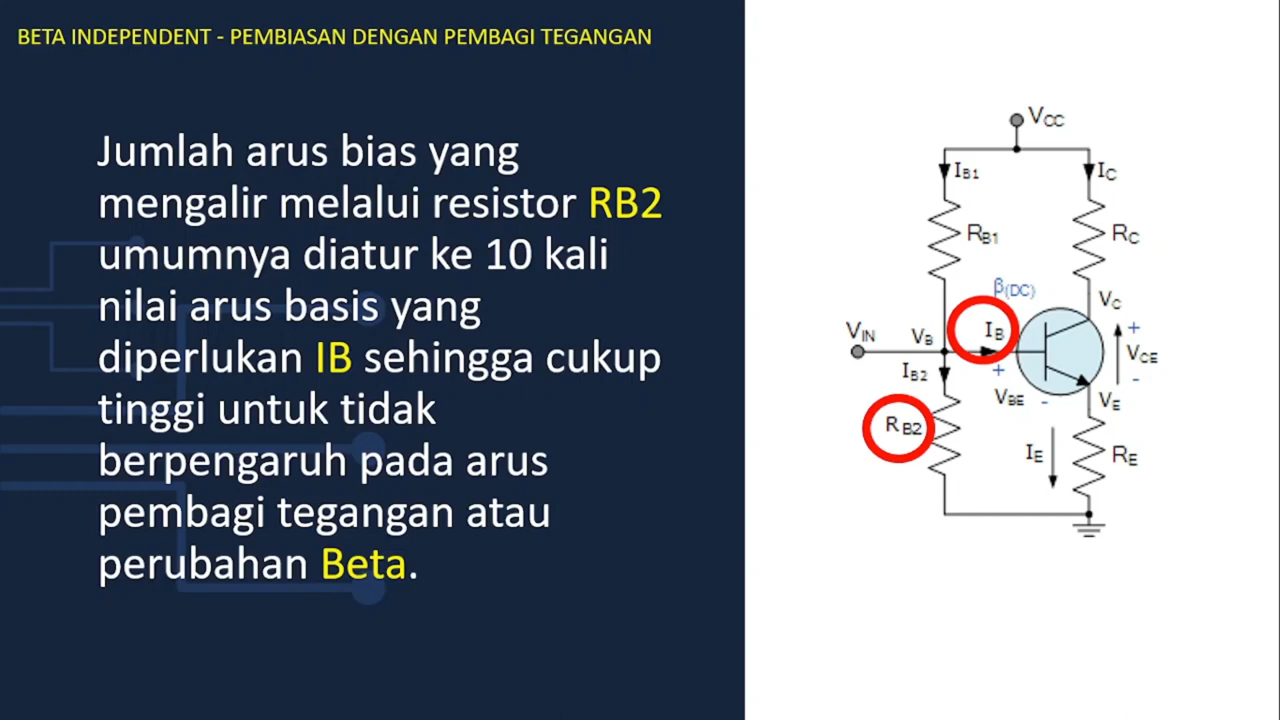 BETA INDEPENDENT - PEMBIASAN DENGAN PEMBAGI TEGANGAN
Jumlah arus bias yang
mengalir melalui resistor RB2
umumnya diatur ke 10 kali
nilai arus basis yang
diperlukan IB sehingga cukup
tinggi untuk tidak
berpengaruh pada arus
pembagi tegangan atau
perubahan Beta.
VCC
IB1
IC
RB1
RC
β(DC)
VC
VIN
VB
IB
+
VCE
-
IB2
+
VBE
-
VE
RB2
IE
RE